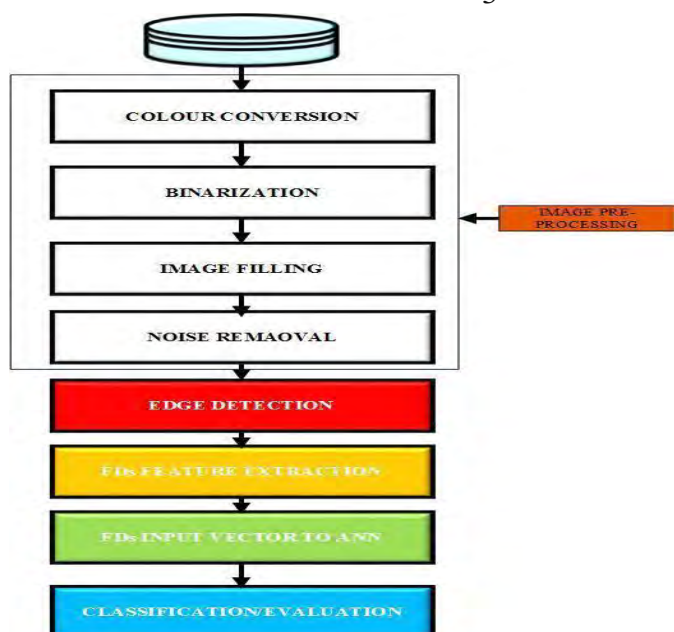 COLOUR CONVERSION
BINARIZATION
IMAGE PRE-
PROCESSING
IMAGE FILLING
NOISE REMAOVAL
EDGE DETECTION
FDs FEATURE EXTRACTION
FDs INPUT VECTOR TO ANN
CLASSIFICATION/EVALUATION